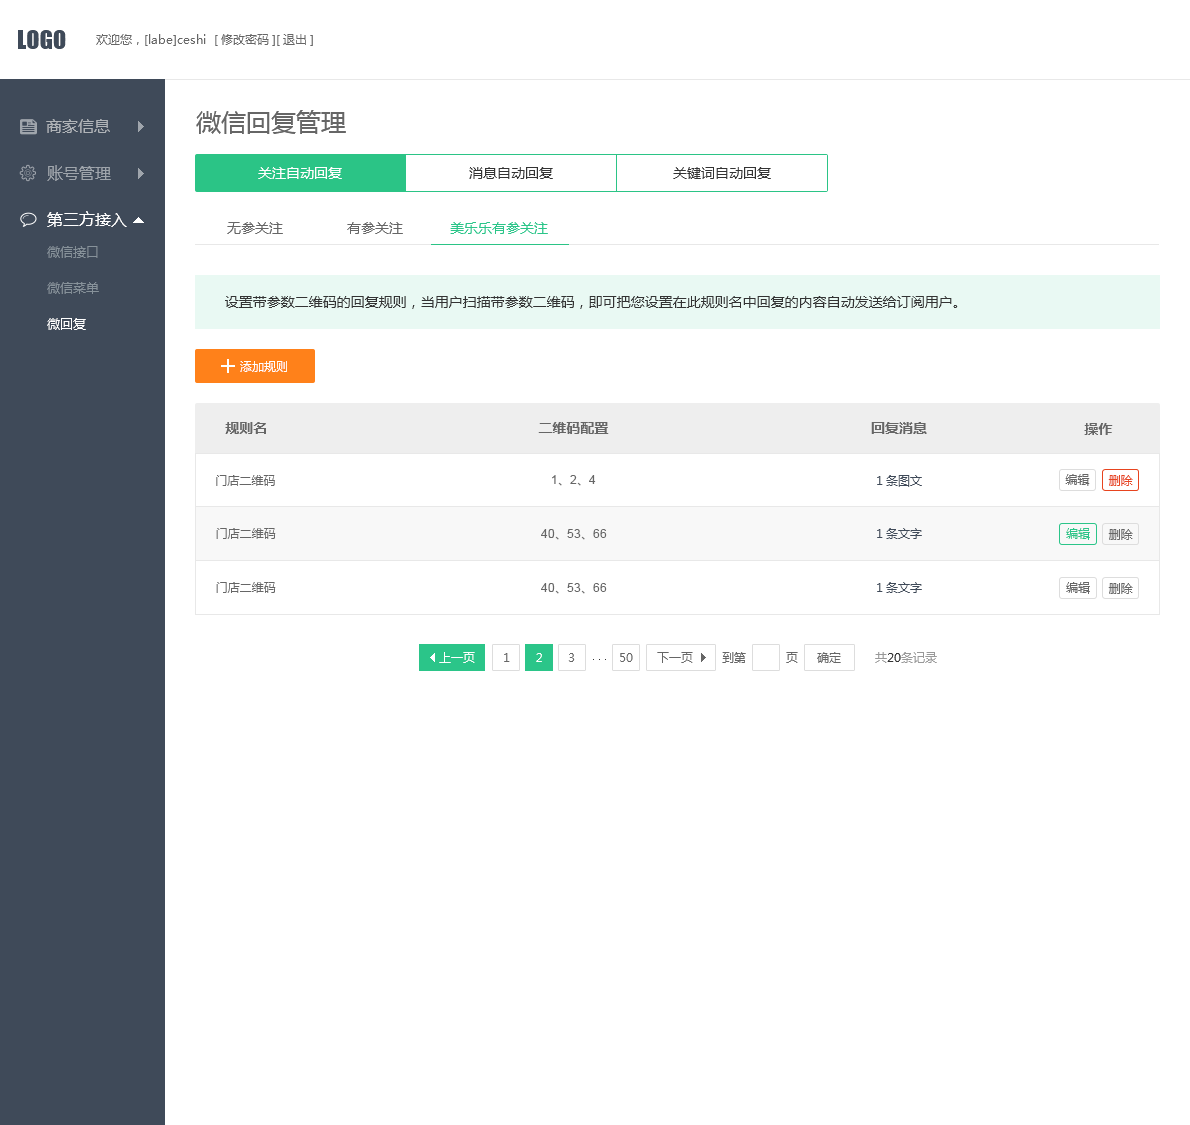 LOGO 欢迎您，[labe]ceshi [ 修改密码 ][ 退出 ]
商家信息
账号管理
第三方接入
微信接口
微信菜单
微回复
微信回复管理
关注自动回复 消息自动回复 关键词自动回复
无参关注 有参关注 美乐乐有参关注
设置带参数二维码的回复规则，当用户扫描带参数二维码，即可把您设置在此规则名中回复的内容自动发送给订阅用户。
添加规则
规则名 二维码配置 回复消息 操作
门店二维码 1、2、4 1 条图文 编辑 删除
门店二维码 40、53、66 1 条文字 编辑 删除
门店二维码 40、53、66 1 条文字 编辑 删除
上一页 1 2 3 ... 50 下一页 到第 页 确定 共20条记录